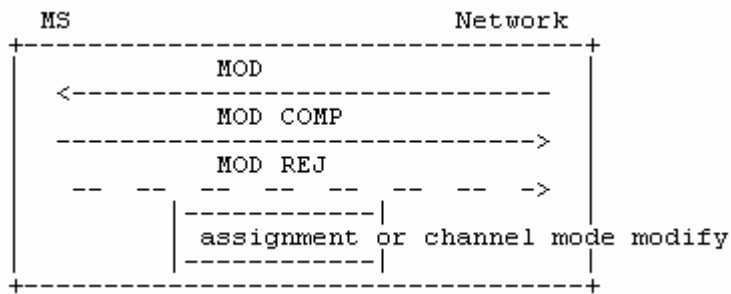 MS Network
MOD
MOD COMP
MOD REJ
assignment or channel mode modify